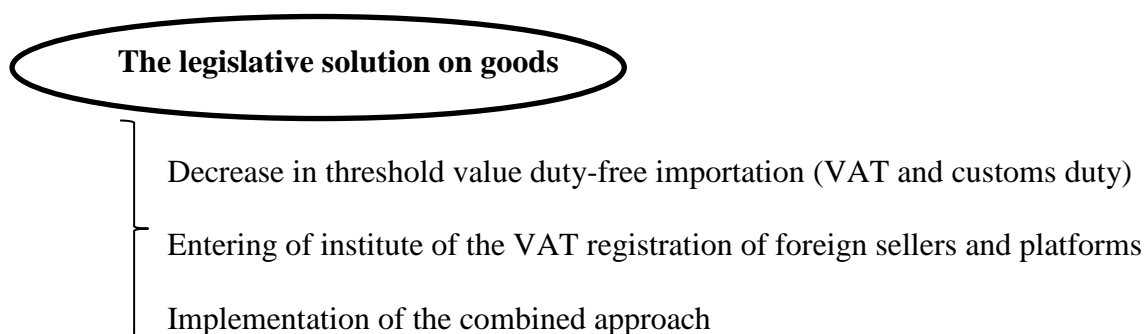 The legislative solution on goods
Decrease in threshold value duty-free importation (VAT and customs duty)
Entering of institute of the VAT registration of foreign sellers and platforms
Implementation of the combined approach